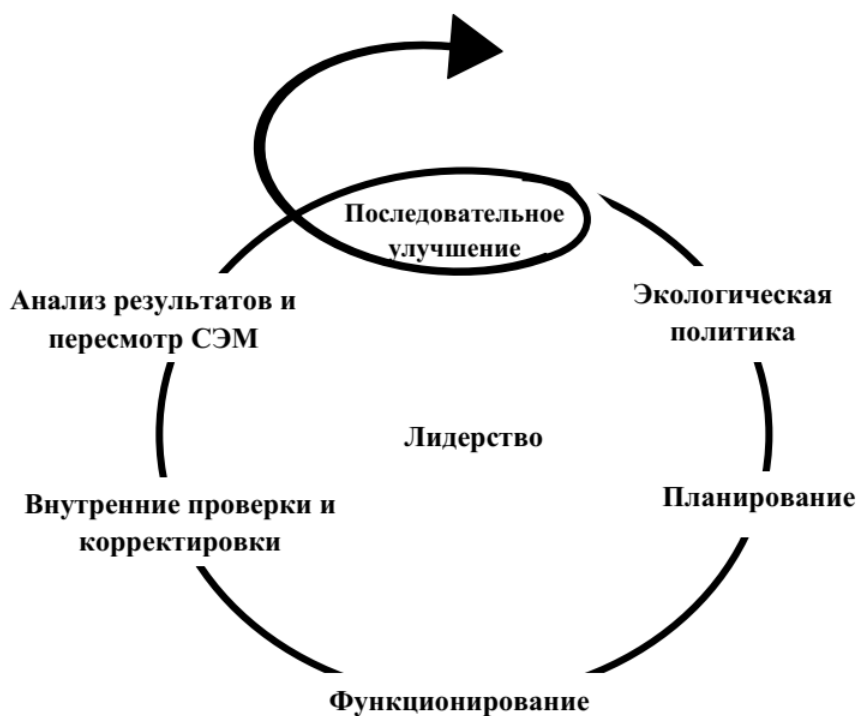 Последовательное
улучшение
Экологическая
политика
Анализ результатов и
пересмотр СЭМ
Лидерство
Планирование
Внутренние проверки и
корректировки
Функционирование